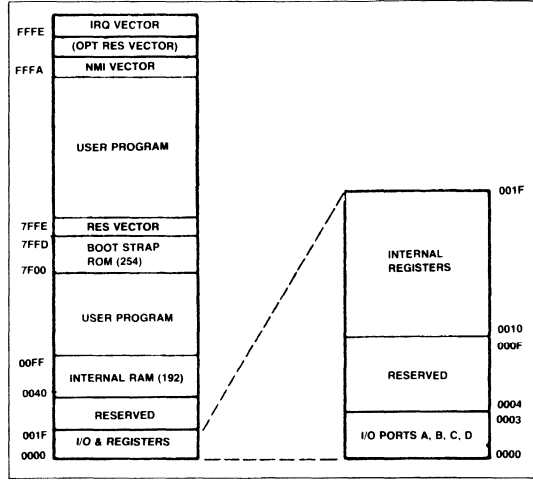 FFFE
IRQ VECTOR
(OPT RES VECTOR)
FFFA
NMI VECTOR
USER PROGRAM
7FFE
RES VECTOR
7FFD
BOOT STRAP
ROM (254)
7F00
USER PROGRAM
00FF
INTERNAL RAM (192)
0040
RESERVED
001F
I/O & REGISTERS
0000
001F
INTERNAL
REGISTERS
0010
000F
RESERVED
0004
0003
I/O PORTS A, B, C, D
0000